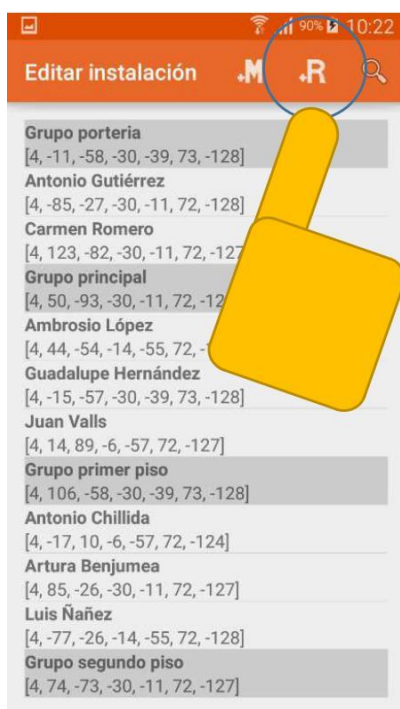 90% 10:22
Editar instalación +M +R
Grupo porteria
[4, -11, -58, -30, -39, 73, -128]
Antonio Gutiérrez
[4, -85, -27, -30, -11, 72, -128]
Carmen Romero
[4, 123, -82, -30, -11, 72, -127
Grupo principal
[4, 50, -93, -30, -11, 72, -12
Ambrosio López
[4, 44, -54, -14, -55, 72, -
Guadalupe Hernández
[4, -15, -57, -30, -39, 73, -128]
Juan Valls
[4, 14, 89, -6, -57, 72, -127]
Grupo primer piso
[4, 106, -58, -30, -39, 73, -128]
Antonio Chillida
[4, -17, 10, -6, -57, 72, -124]
Artura Benjumea
[4, 85, -26, -30, -11, 72, -127]
Luis Ñañez
[4, -77, -26, -14, -55, 72, -128]
Grupo segundo piso
[4, 74, -73, -30, -11, 72, -127]